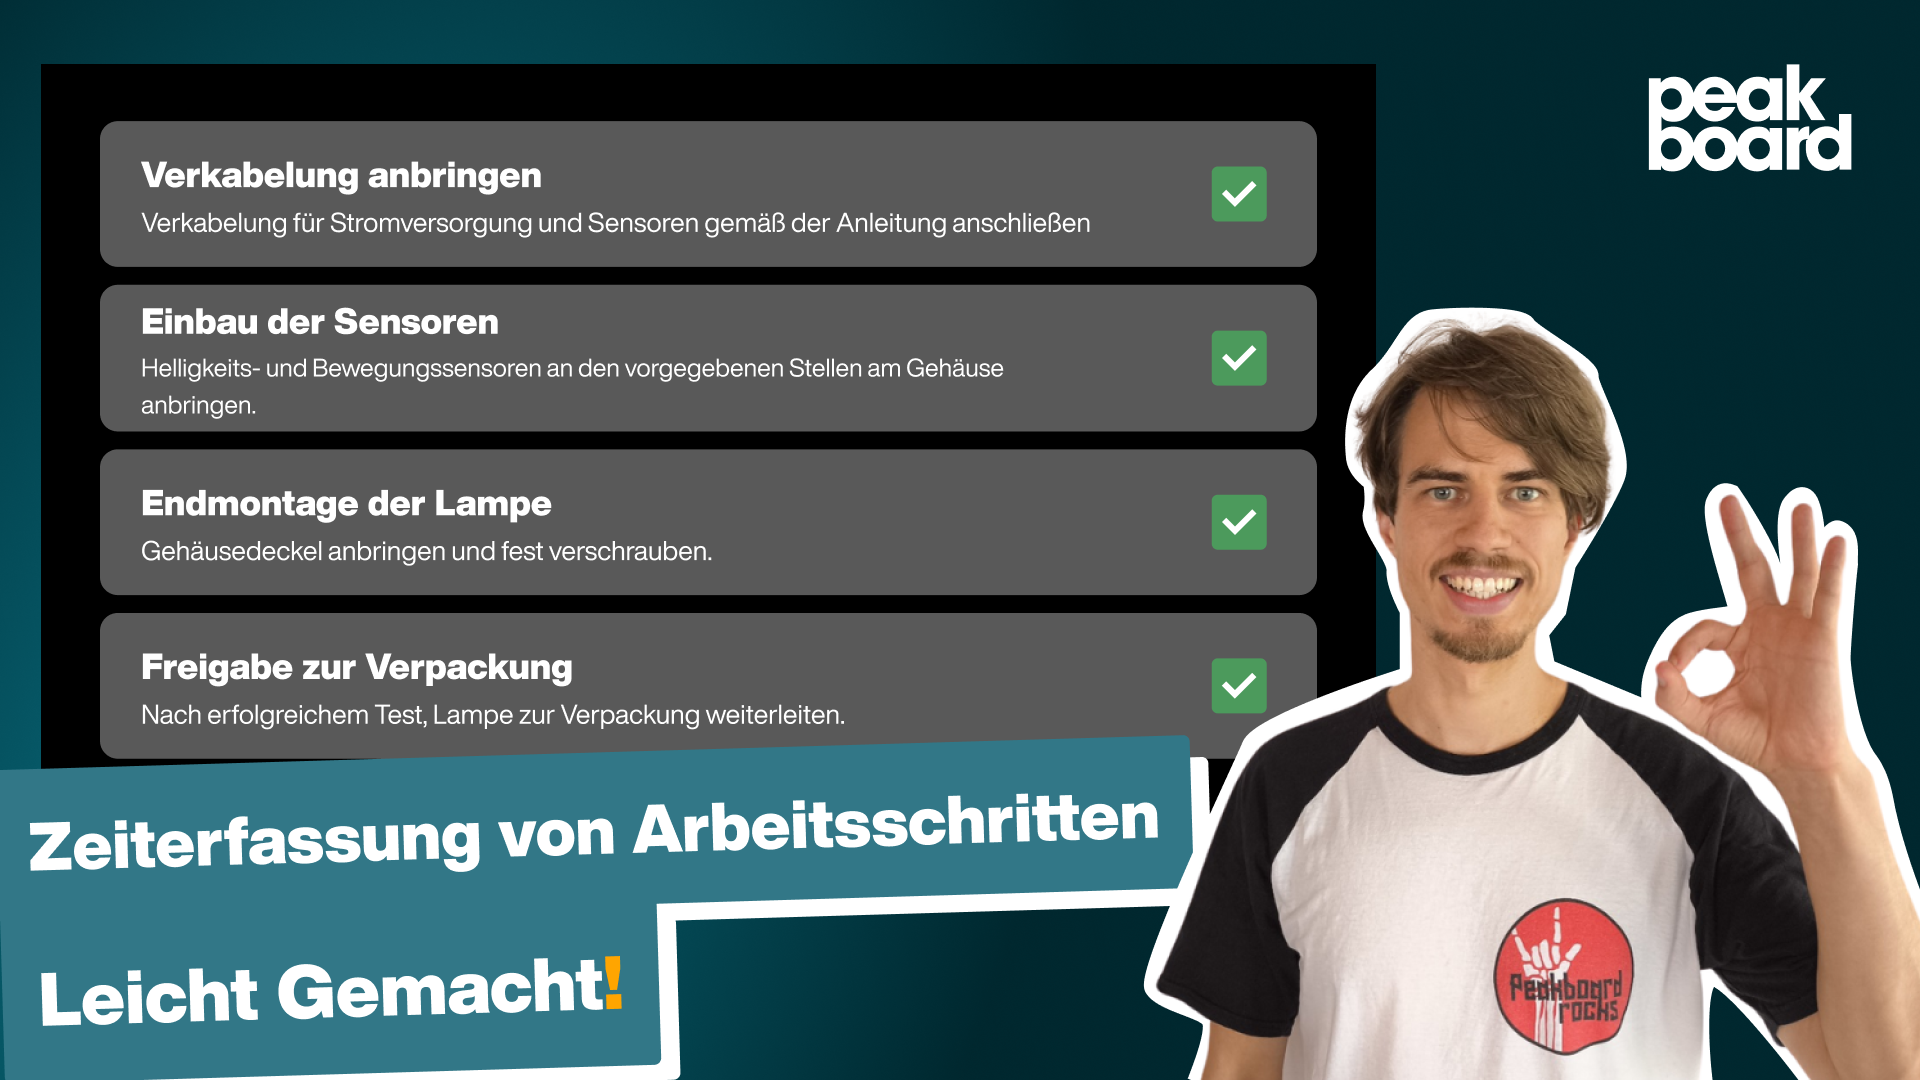 peak
board
Verkabelung anbringen
Verkabelung für Stromversorgung und Sensoren gemäß der Anleitung anschließen
Einbau der Sensoren
Helligkeits- und Bewegungssensoren an den vorgegebenen Stellen am Gehäuse
anbringen.
Endmontage der Lampe
Gehäusedeckel anbringen und fest verschrauben.
Freigabe zur Verpackung
Nach erfolgreichem Test, Lampe zur Verpackung weiterleiten.
Zeiterfassung von Arbeitsschritten
Leicht Gemacht!
Peakboard
rocks